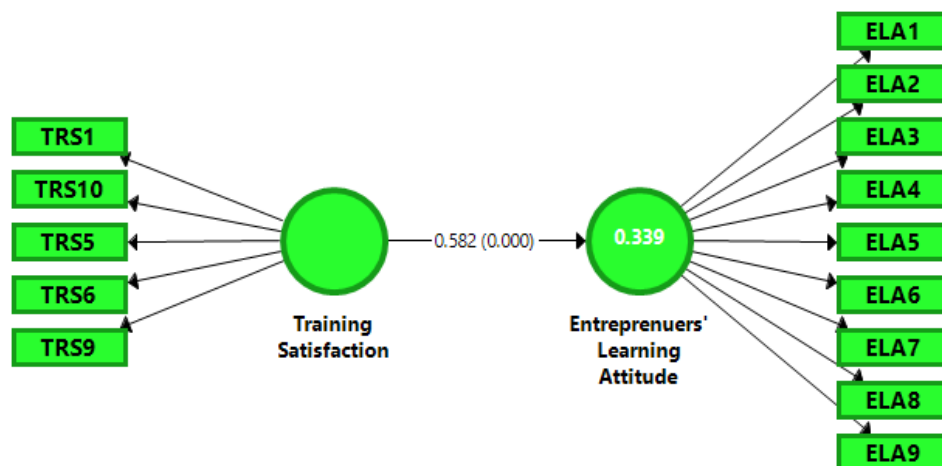 TRS1
TRS10
TRS5
TRS6
TRS9
Training
Satisfaction
0.582 (0.000)
0.339
Entreprenuers'
Learning
Attitude
ELA1
ELA2
ELA3
ELA4
ELA5
ELA6
ELA7
ELA8
ELA9